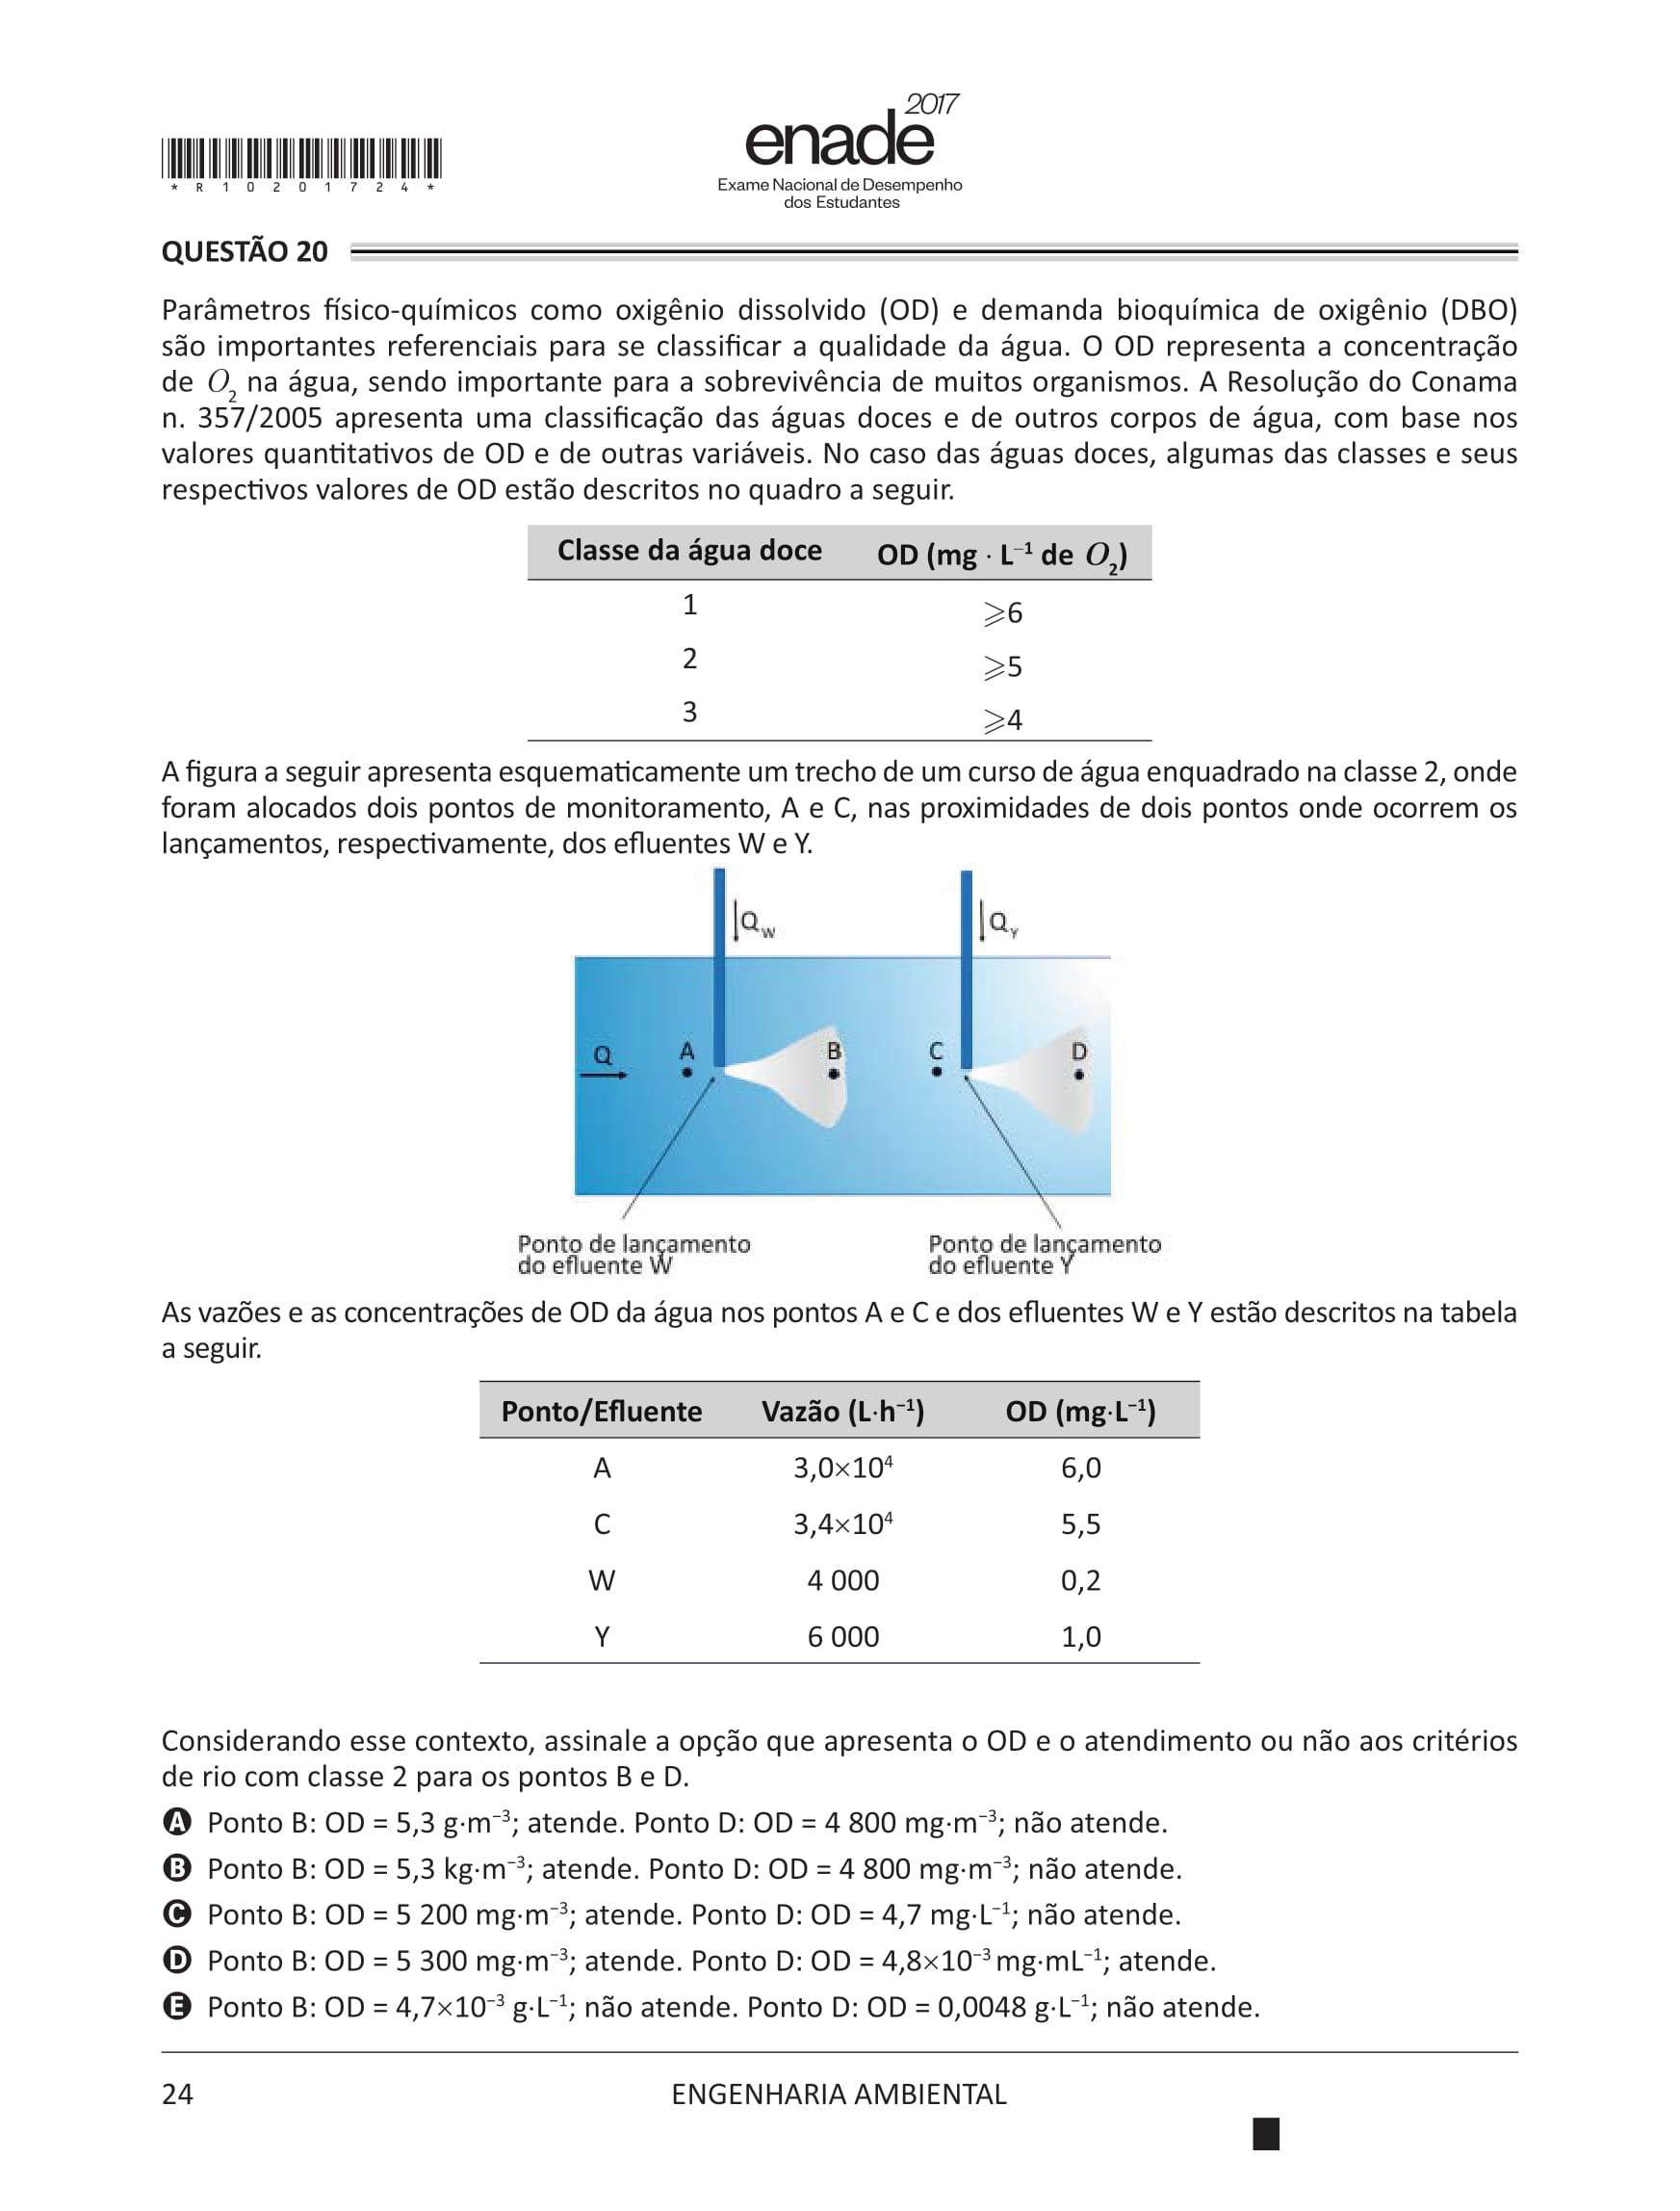 * R 1 0 2 0 1 7 2 4 *
2017
enade
Exame Nacional de Desempenho
dos Estudantes
QUESTÃO 20
Parâmetros físico-químicos como oxigênio dissolvido (OD) e demanda bioquímica de oxigênio (DBO)
são importantes referenciais para se classificar a qualidade da água. O OD representa a concentração
de O₂ na água, sendo importante para a sobrevivência de muitos organismos. A Resolução do Conama
n. 357/2005 apresenta uma classificação das águas doces e de outros corpos de água, com base nos
valores quantitativos de OD e de outras variáveis. No caso das águas doces, algumas das classes e seus
respectivos valores de OD estão descritos no quadro a seguir.
Classe da água doce OD (mg · L⁻¹ de O₂)
1 ⩾6
2 ⩾5
3 ⩾4
A figura a seguir apresenta esquematicamente um trecho de um curso de água enquadrado na classe 2, onde
foram alocados dois pontos de monitoramento, A e C, nas proximidades de dois pontos onde ocorrem os
lançamentos, respectivamente, dos efluentes W e Y.
Q_W Q_Y
Q A B C D
Ponto de lançamento
do efluente W
Ponto de lançamento
do efluente Y
As vazões e as concentrações de OD da água nos pontos A e C e dos efluentes W e Y estão descritos na tabela
a seguir.
Ponto/Efluente Vazão (L·h⁻¹) OD (mg·L⁻¹)
A 3,0×10⁴ 6,0
C 3,4×10⁴ 5,5
W 4 000 0,2
Y 6 000 1,0
Considerando esse contexto, assinale a opção que apresenta o OD e o atendimento ou não aos critérios
de rio com classe 2 para os pontos B e D.
A Ponto B: OD = 5,3 g·m⁻³; atende. Ponto D: OD = 4 800 mg·m⁻³; não atende.
B Ponto B: OD = 5,3 kg·m⁻³; atende. Ponto D: OD = 4 800 mg·m⁻³; não atende.
C Ponto B: OD = 5 200 mg·m⁻³; atende. Ponto D: OD = 4,7 mg·L⁻¹; não atende.
D Ponto B: OD = 5 300 mg·m⁻³; atende. Ponto D: OD = 4,8×10⁻³ mg·mL⁻¹; atende.
E Ponto B: OD = 4,7×10⁻³ g·L⁻¹; não atende. Ponto D: OD = 0,0048 g·L⁻¹; não atende.
24
ENGENHARIA AMBIENTAL